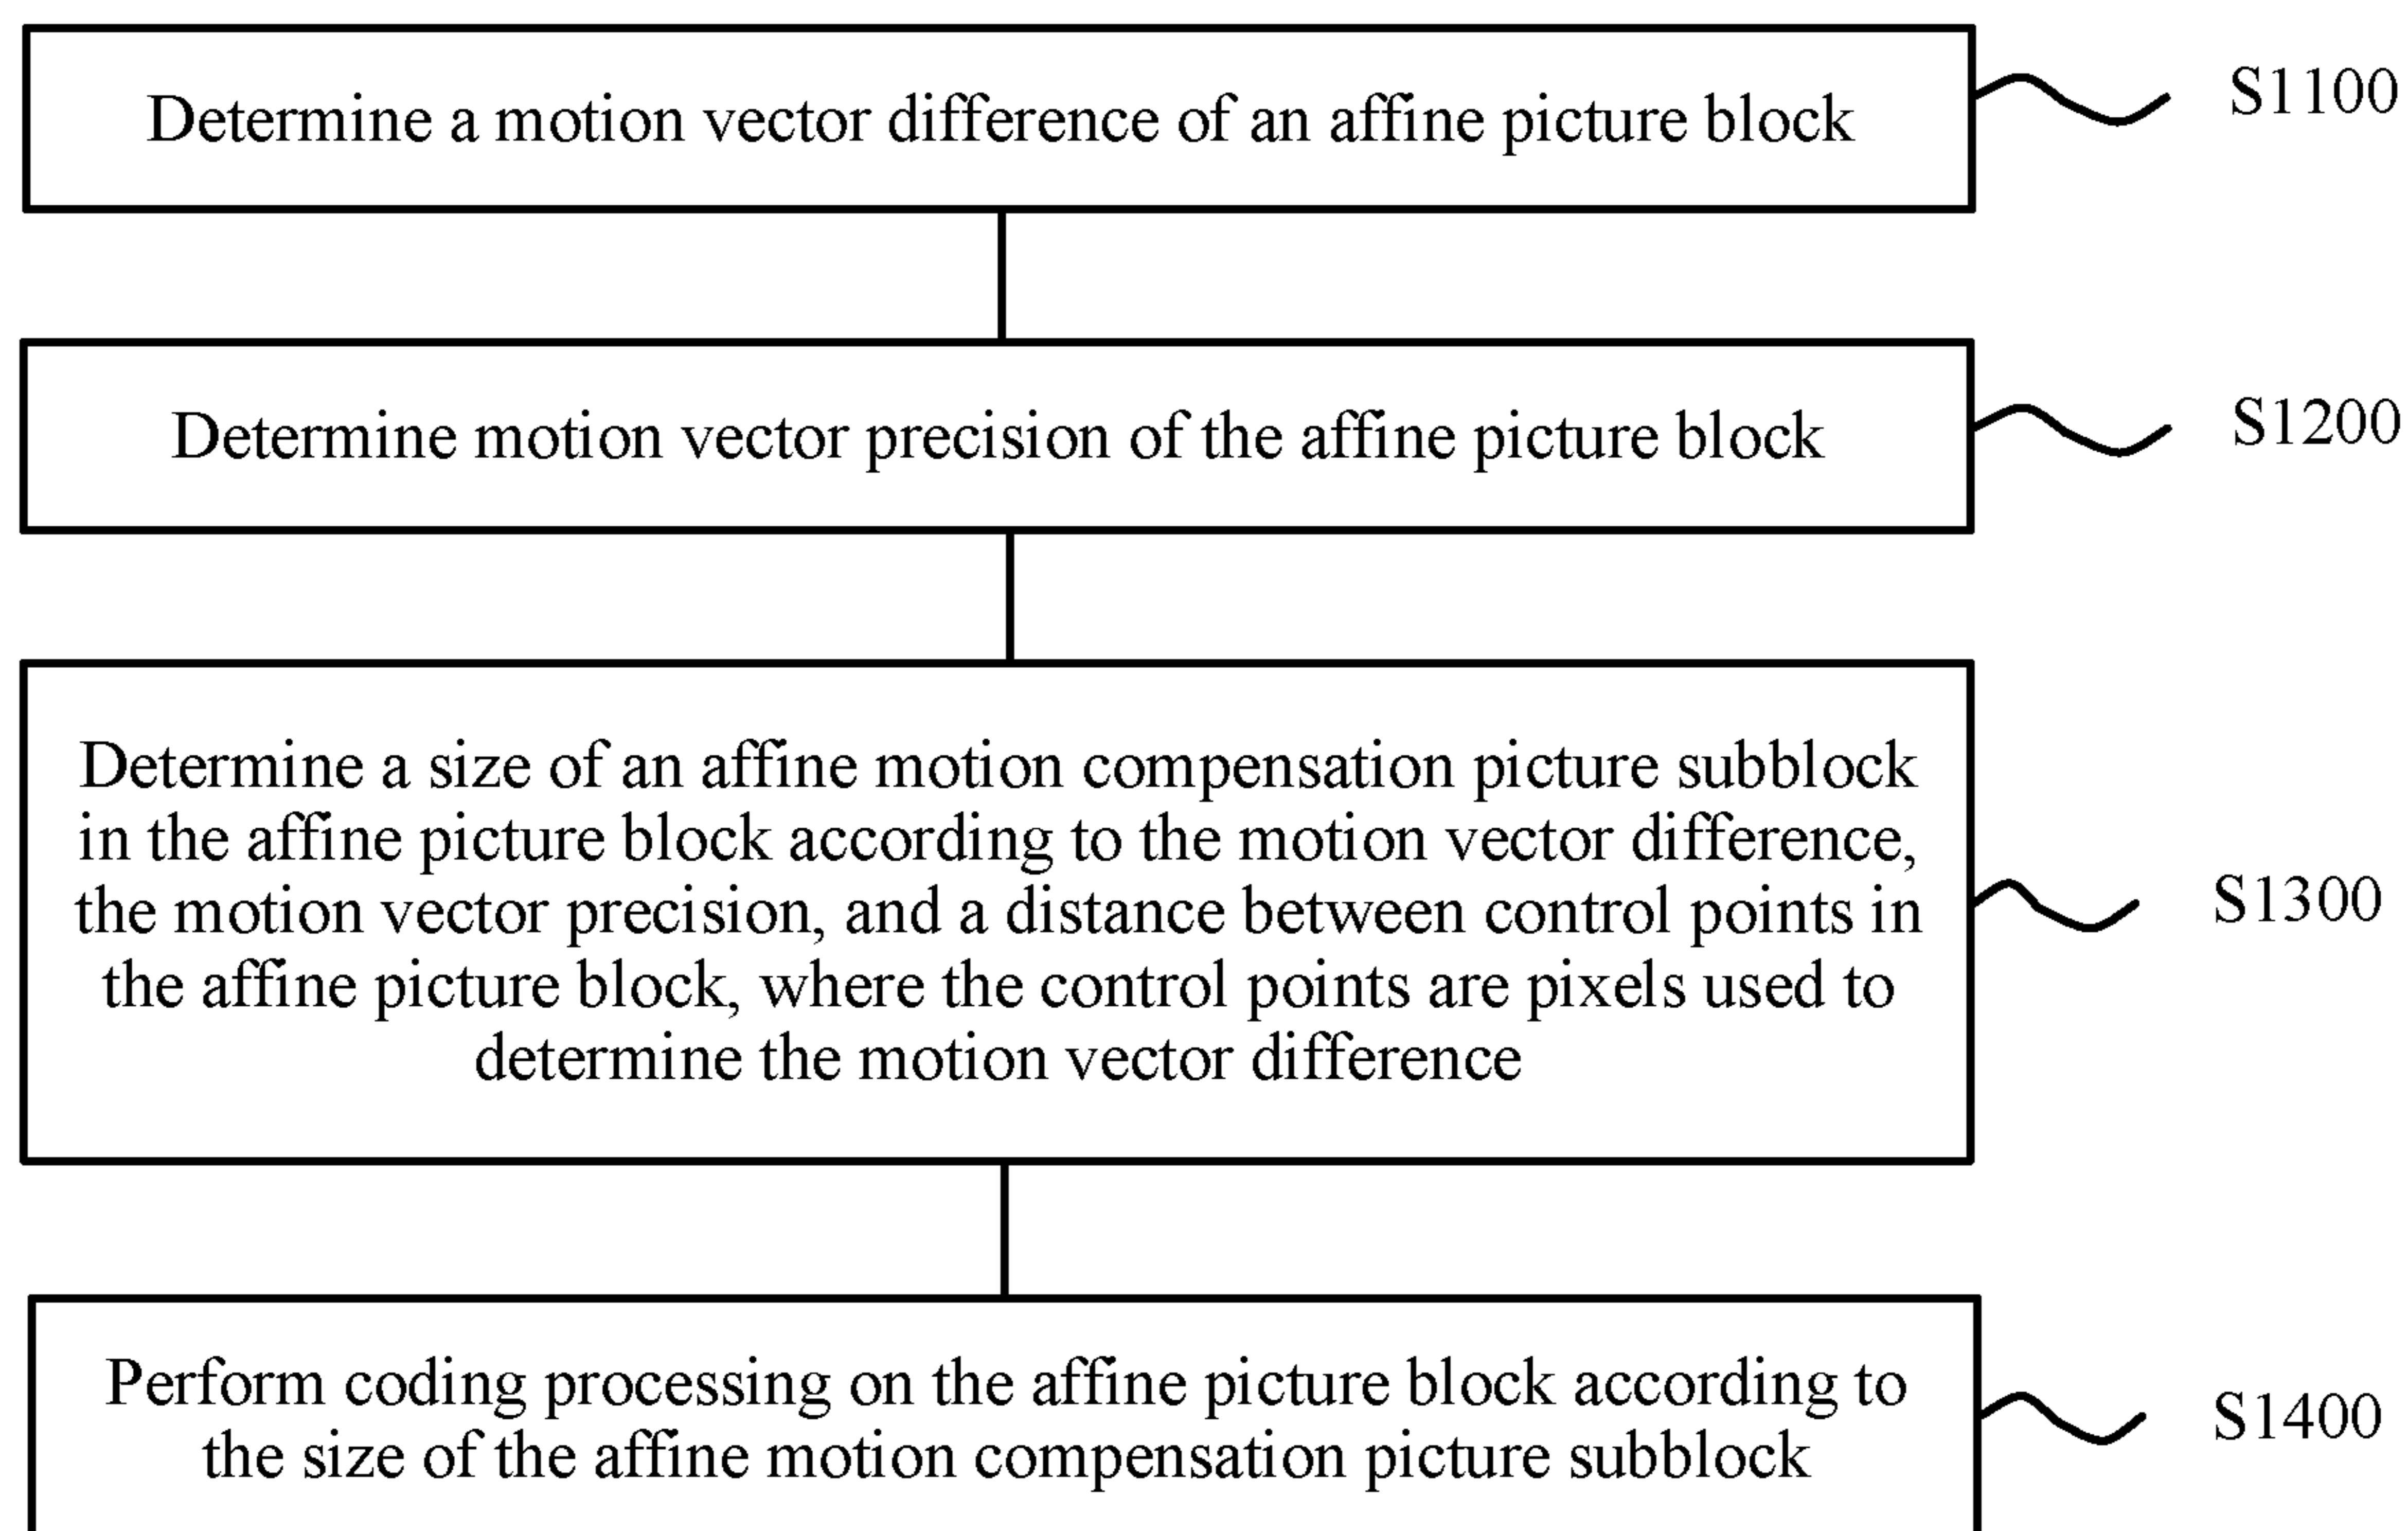 Determine a motion vector difference of an affine picture block
S1100
Determine motion vector precision of the affine picture block
S1200
Determine a size of an affine motion compensation picture subblock
in the affine picture block according to the motion vector difference,
the motion vector precision, and a distance between control points in
the affine picture block, where the control points are pixels used to
determine the motion vector difference
S1300
Perform coding processing on the affine picture block according to
the size of the affine motion compensation picture subblock
S1400